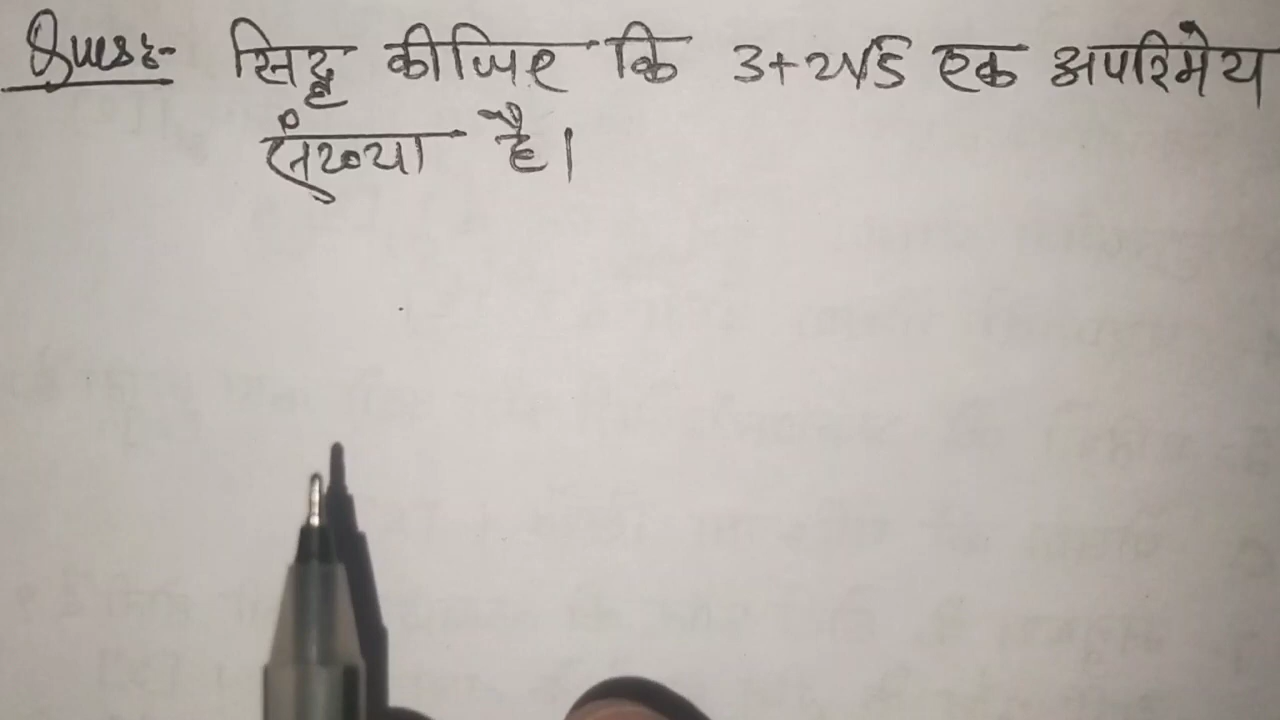 Ques:- सिद्ध कीजिए कि 3+2√5 एक अपरिमेय
संख्या है।